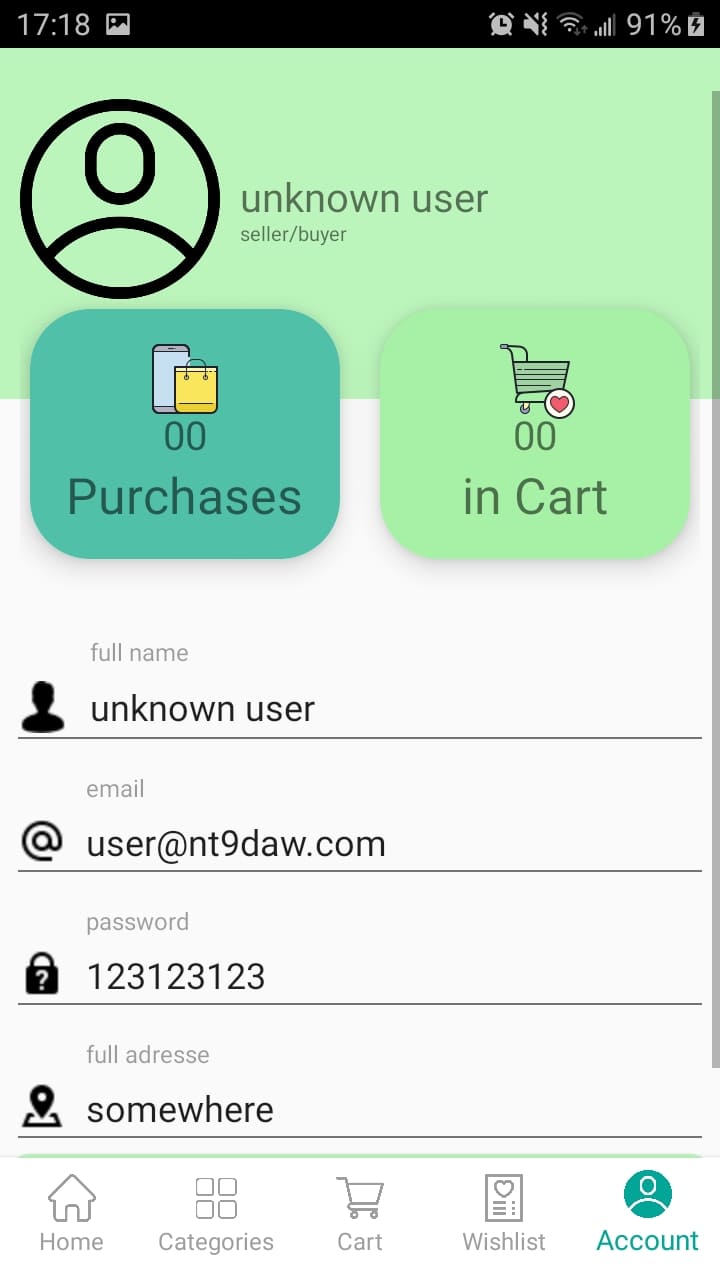 17:18
91%
unknown user
seller/buyer
00
Purchases
00
in Cart
full name
unknown user
email
user@nt9daw.com
password
123123123
full adresse
somewhere
Home
Categories
Cart
Wishlist
Account